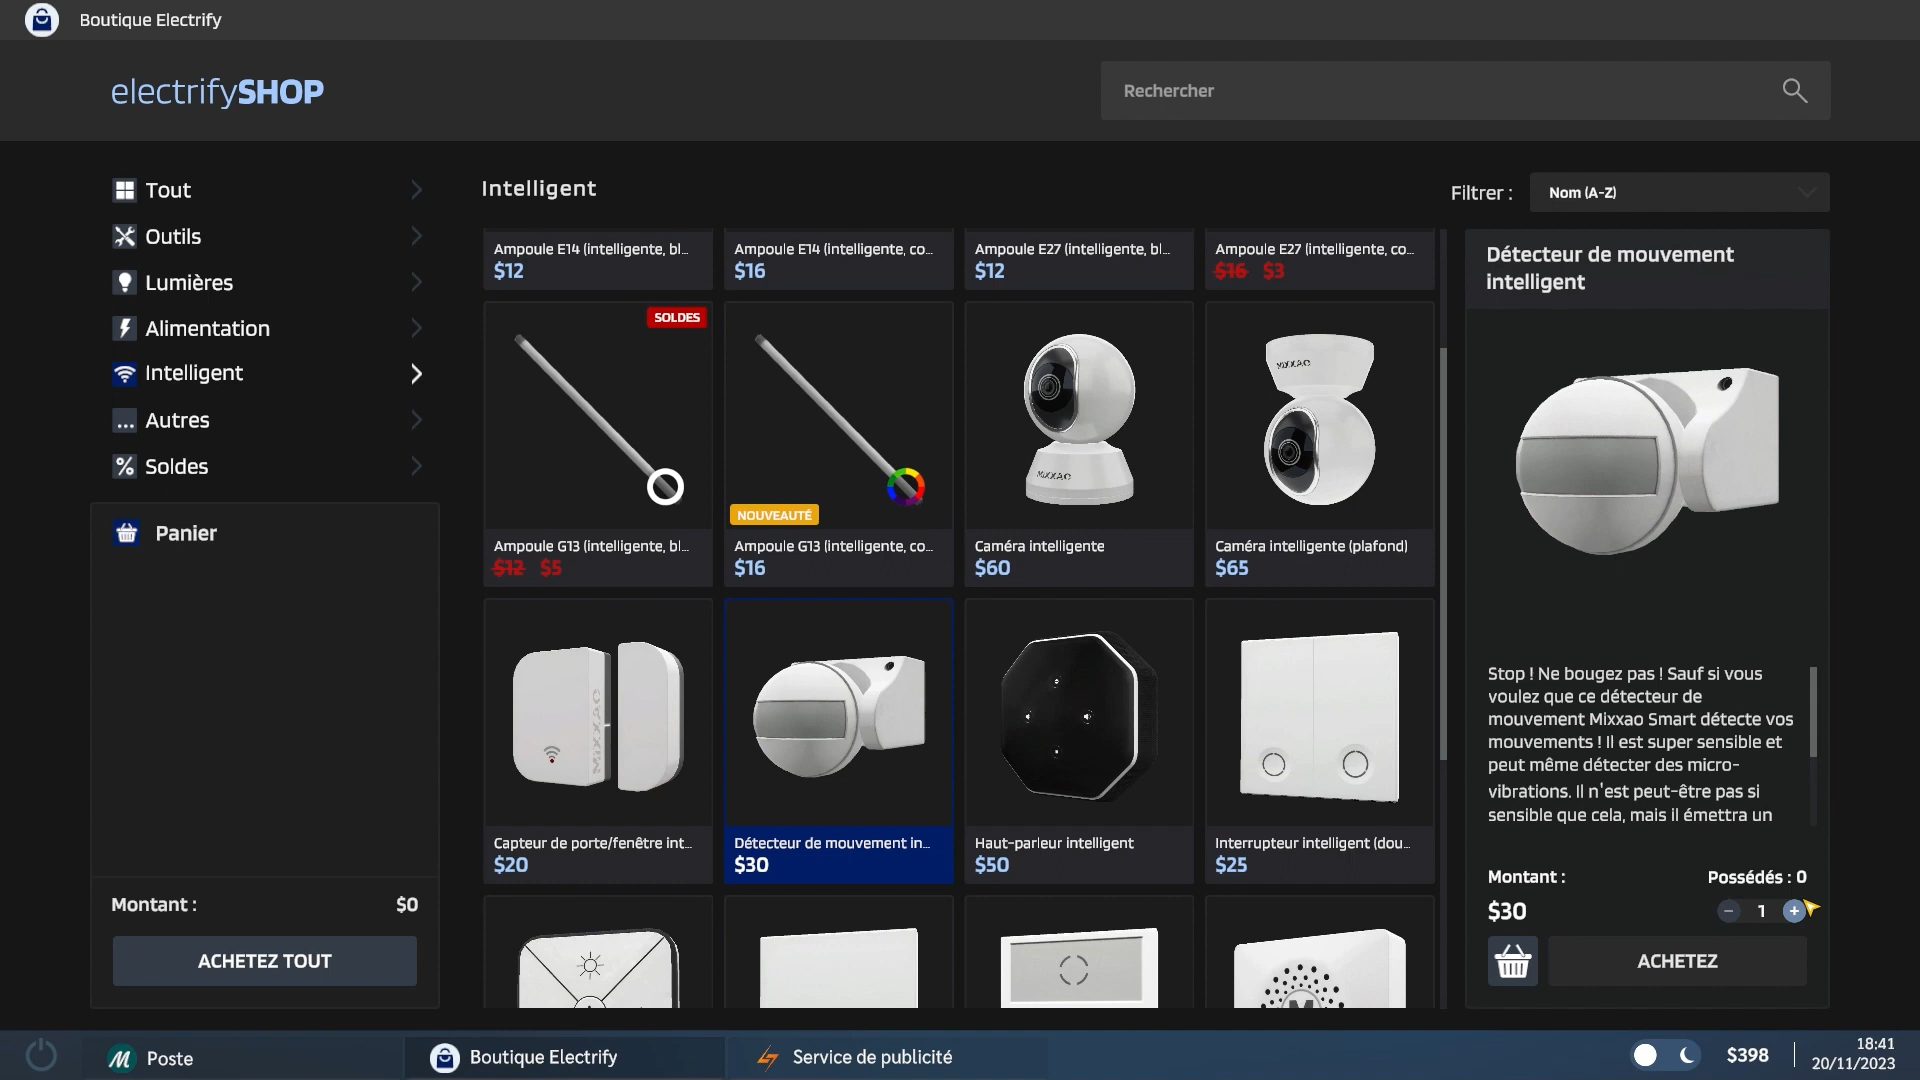 Boutique Electrify
electrifySHOP
Rechercher
Tout
Outils
Lumières
Alimentation
Intelligent
Autres
Soldes
Panier
Montant :
$0
ACHETEZ TOUT
Intelligent
Filtrer :
Nom (A-Z)
Ampoule E14 (intelligente, bl...
$12
Ampoule E14 (intelligente, co...
$16
Ampoule E27 (intelligente, bl...
$12
Ampoule E27 (intelligente, co...
$16 $3
SOLDES
Ampoule G13 (intelligente, bl...
$12 $5
NOUVEAUTÉ
Ampoule G13 (intelligente, co...
$16
MIXXAO
Caméra intelligente
$60
MIXXAO
Caméra intelligente (plafond)
$65
MIXXAO
Capteur de porte/fenêtre int...
$20
Détecteur de mouvement in...
$30
Haut-parleur intelligent
$50
Interrupteur intelligent (dou...
$25
Détecteur de mouvement
intelligent
Stop ! Ne bougez pas ! Sauf si vous
voulez que ce détecteur de
mouvement Mixxao Smart détecte vos
mouvements ! Il est super sensible et
peut même détecter des micro-
vibrations. Il n'est peut-être pas si
sensible que cela, mais il émettra un
Montant :
Possédés : 0
$30
1
ACHETEZ
Poste
Boutique Electrify
Service de publicité
$398
18:41
20/11/2023